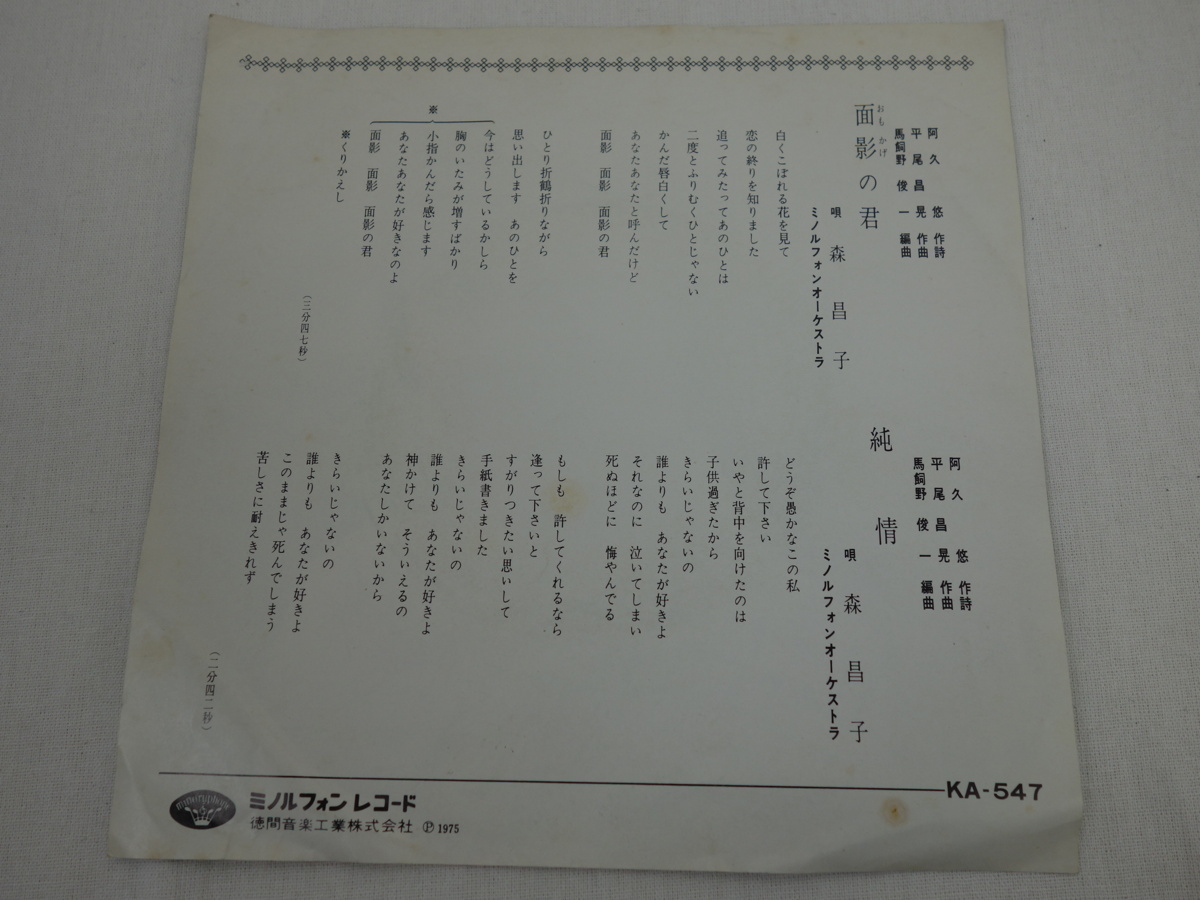 面影の君
おもかげ
阿久悠 作詩
平尾昌晃 作曲
馬飼野俊一 編曲
唄 森昌子
ミノルフォンオーケストラ
白くこぼれる花を見て
恋の終りを知りました
追ってみたってあのひとは
二度とふりむくひとじゃない
かんだ唇白くして
あなたあなたと呼んだけど
面影 面影 面影の君
ひとり折鶴折りながら
思い出します あのひとを
※
今はどうしているかしら
胸のいたみが増すばかり
小指かんだら感じます
あなたあなたが好きなのよ
面影 面影 面影の君
※くりかえし
(三分四七秒)
純情
阿久悠 作詩
平尾昌晃 作曲
馬飼野俊一 編曲
唄 森昌子
ミノルフォンオーケストラ
どうぞ愚かなこの私
許して下さい
いやと背中を向けたのは
子供過ぎたから
きらいじゃないの
誰よりも あなたが好きよ
それなのに 泣いてしまい
死ぬほどに 悔やんでる
もしも 許してくれるなら
逢って下さいと
すがりつきたい思いして
手紙書きました
きらいじゃないの
誰よりも あなたが好きよ
神かけて そういえるの
あなたしかいないから
きらいじゃないの
誰よりも あなたが好きよ
このままじゃ死んでしまう
苦しさに耐えきれず
(二分四二秒)
KA-547
minoruphone
ミノルフォンレコード
徳間音楽工業株式会社 Ⓟ1975